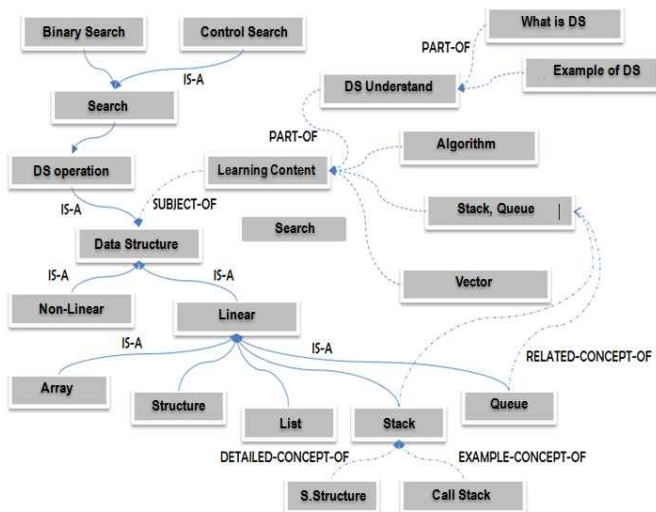 What is DS
Binary Search
Control Search
PART-OF
Example of DS
IS-A
DS Understand
Search
PART-OF
Algorithm
DS operation
Learning Content
IS-A
SUBJECT-OF
Stack, Queue
Search
Data Structure
IS-A
IS-A
Vector
Non-Linear
Linear
IS-A
IS-A
RELATED-CONCEPT-OF
Array
Structure
List
Stack
Queue
DETAILED-CONCEPT-OF
EXAMPLE-CONCEPT-OF
S.Structure
Call Stack